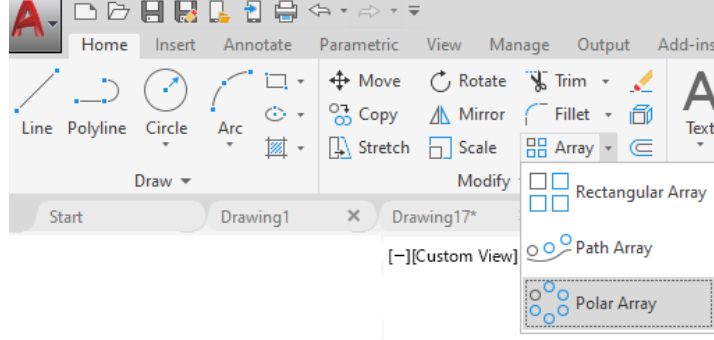 A
Home Insert Annotate Parametric View Manage Output Add-ins
Move Rotate Trim
Copy Mirror Fillet
Line Polyline Circle Arc Text
Stretch Scale Array
Draw Modify
Rectangular Array
Start Drawing1 Drawing17*
Path Array
[−][Custom View]
Polar Array